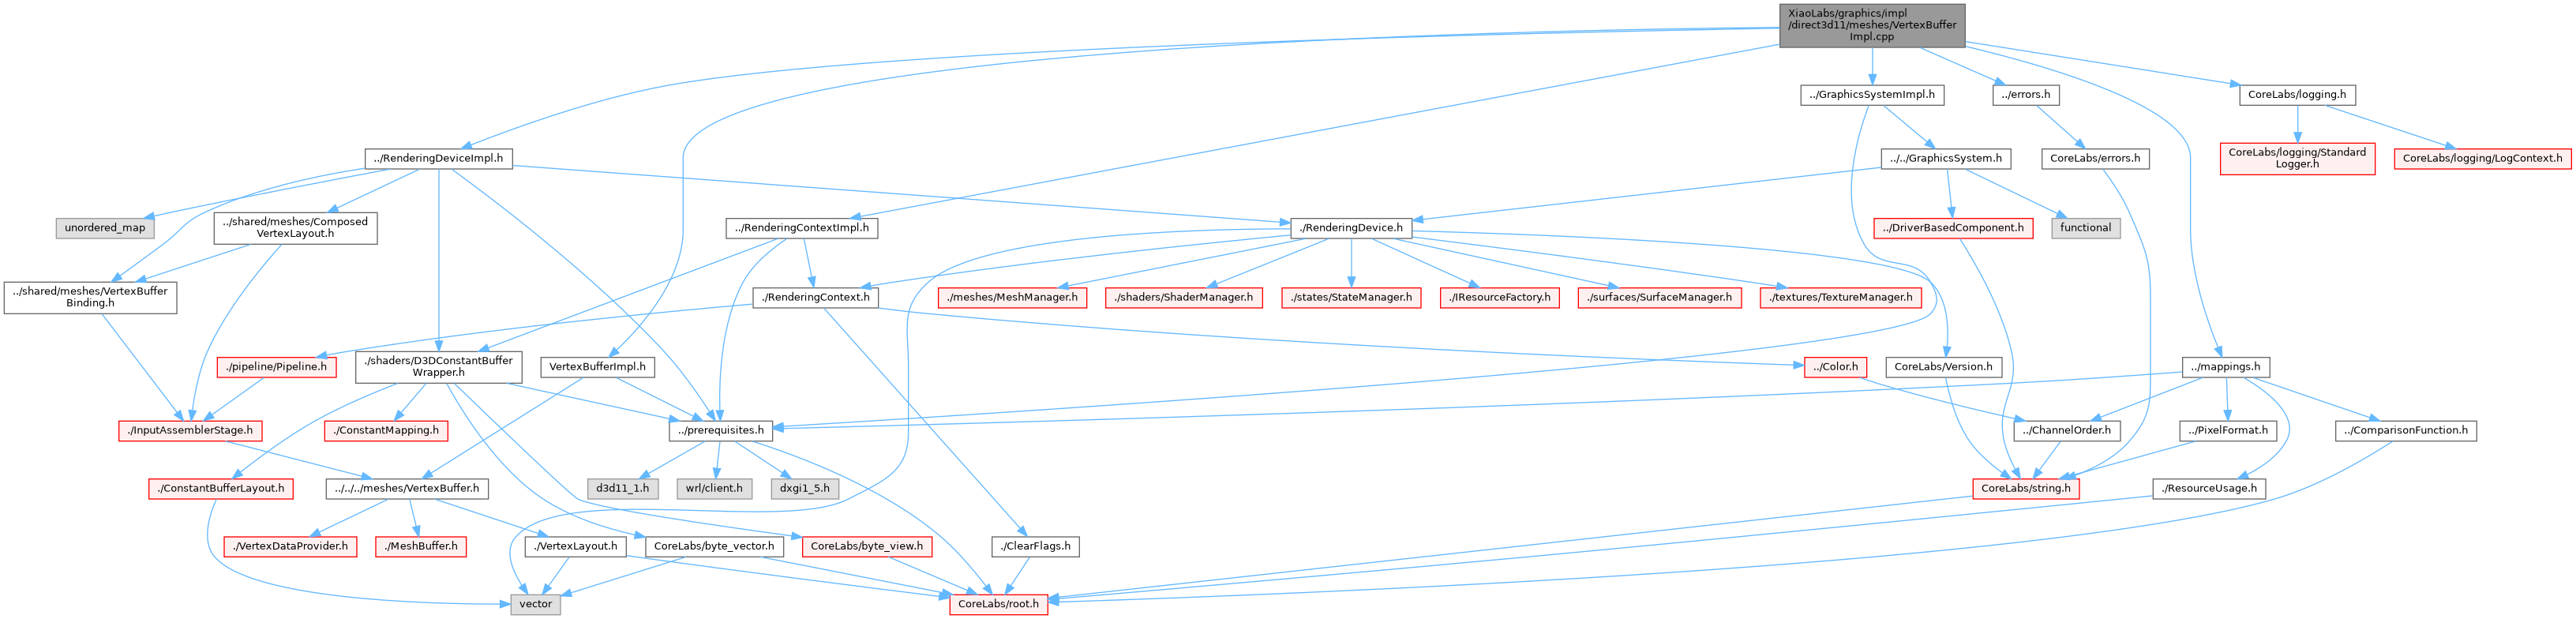 XiaoLabs/graphics/impl
/direct3d11/meshes/VertexBuffer
Impl.cpp
../GraphicsSystemImpl.h
../errors.h
CoreLabs/logging.h
../RenderingDeviceImpl.h
../../GraphicsSystem.h
CoreLabs/errors.h
CoreLabs/logging/Standard
Logger.h
CoreLabs/logging/LogContext.h
unordered_map
../shared/meshes/Composed
VertexLayout.h
../RenderingContextImpl.h
./RenderingDevice.h
../DriverBasedComponent.h
functional
../shared/meshes/VertexBuffer
Binding.h
./RenderingContext.h
./meshes/MeshManager.h
./shaders/ShaderManager.h
./states/StateManager.h
./IResourceFactory.h
./surfaces/SurfaceManager.h
./textures/TextureManager.h
./pipeline/Pipeline.h
./shaders/D3DConstantBuffer
Wrapper.h
VertexBufferImpl.h
../Color.h
CoreLabs/Version.h
../mappings.h
./InputAssemblerStage.h
./ConstantMapping.h
../prerequisites.h
../ChannelOrder.h
../PixelFormat.h
../ComparisonFunction.h
./ConstantBufferLayout.h
../../../meshes/VertexBuffer.h
d3d11_1.h
wrl/client.h
dxgi1_5.h
CoreLabs/string.h
./ResourceUsage.h
./VertexDataProvider.h
./MeshBuffer.h
./VertexLayout.h
CoreLabs/byte_vector.h
CoreLabs/byte_view.h
./ClearFlags.h
vector
CoreLabs/root.h